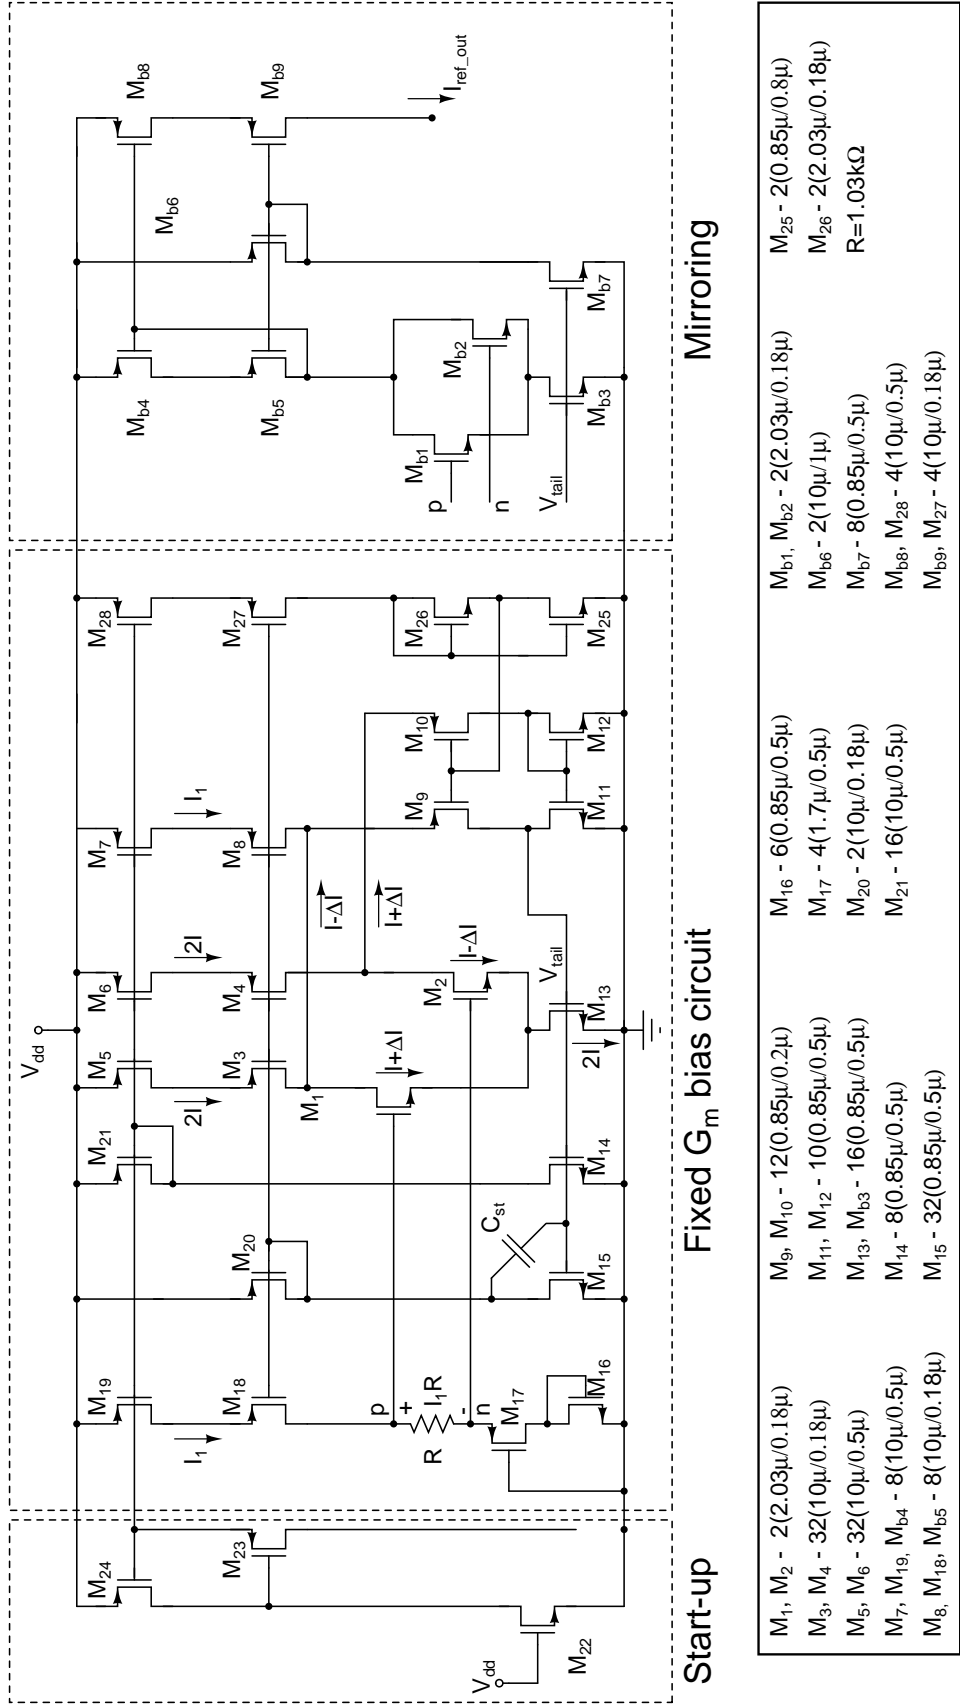 V_dd
M_24
M_23
M_22
V_dd
Start-up
M_19
M_18
I_1
p
+
R
I_1R
-
n
M_17
M_16
M_20
M_21
C_st
M_15
M_14
M_5
M_6
2I
2I
M_3
M_4
M_1
I+ΔI
M_2
I-ΔI
V_tail
M_13
2I
M_7
I_1
M_8
I-ΔI
I+ΔI
M_9
M_10
M_11
M_12
M_28
M_27
M_26
M_25
Fixed G_m bias circuit
M_b4
M_b5
M_b6
M_b8
M_b9
I_ref_out
M_b1
M_b2
p
n
V_tail
M_b3
M_b7
Mirroring
M_1, M_2 - 2(2.03μ/0.18μ)
M_3, M_4 - 32(10μ/0.18μ)
M_5, M_6 - 32(10μ/0.5μ)
M_7, M_19, M_b4 - 8(10μ/0.5μ)
M_8, M_18, M_b5 - 8(10μ/0.18μ)
M_9, M_10 - 12(0.85μ/0.2μ)
M_11, M_12 - 10(0.85μ/0.5μ)
M_13, M_b3 - 16(0.85μ/0.5μ)
M_14 - 8(0.85μ/0.5μ)
M_15 - 32(0.85μ/0.5μ)
M_16 - 6(0.85μ/0.5μ)
M_17 - 4(1.7μ/0.5μ)
M_20 - 2(10μ/0.18μ)
M_21 - 16(10μ/0.5μ)
M_b1, M_b2 - 2(2.03μ/0.18μ)
M_b6 - 2(10μ/1μ)
M_b7 - 8(0.85μ/0.5μ)
M_b8, M_28 - 4(10μ/0.5μ)
M_b9, M_27 - 4(10μ/0.18μ)
M_25 - 2(0.85μ/0.8μ)
M_26 - 2(2.03μ/0.18μ)
R=1.03kΩ